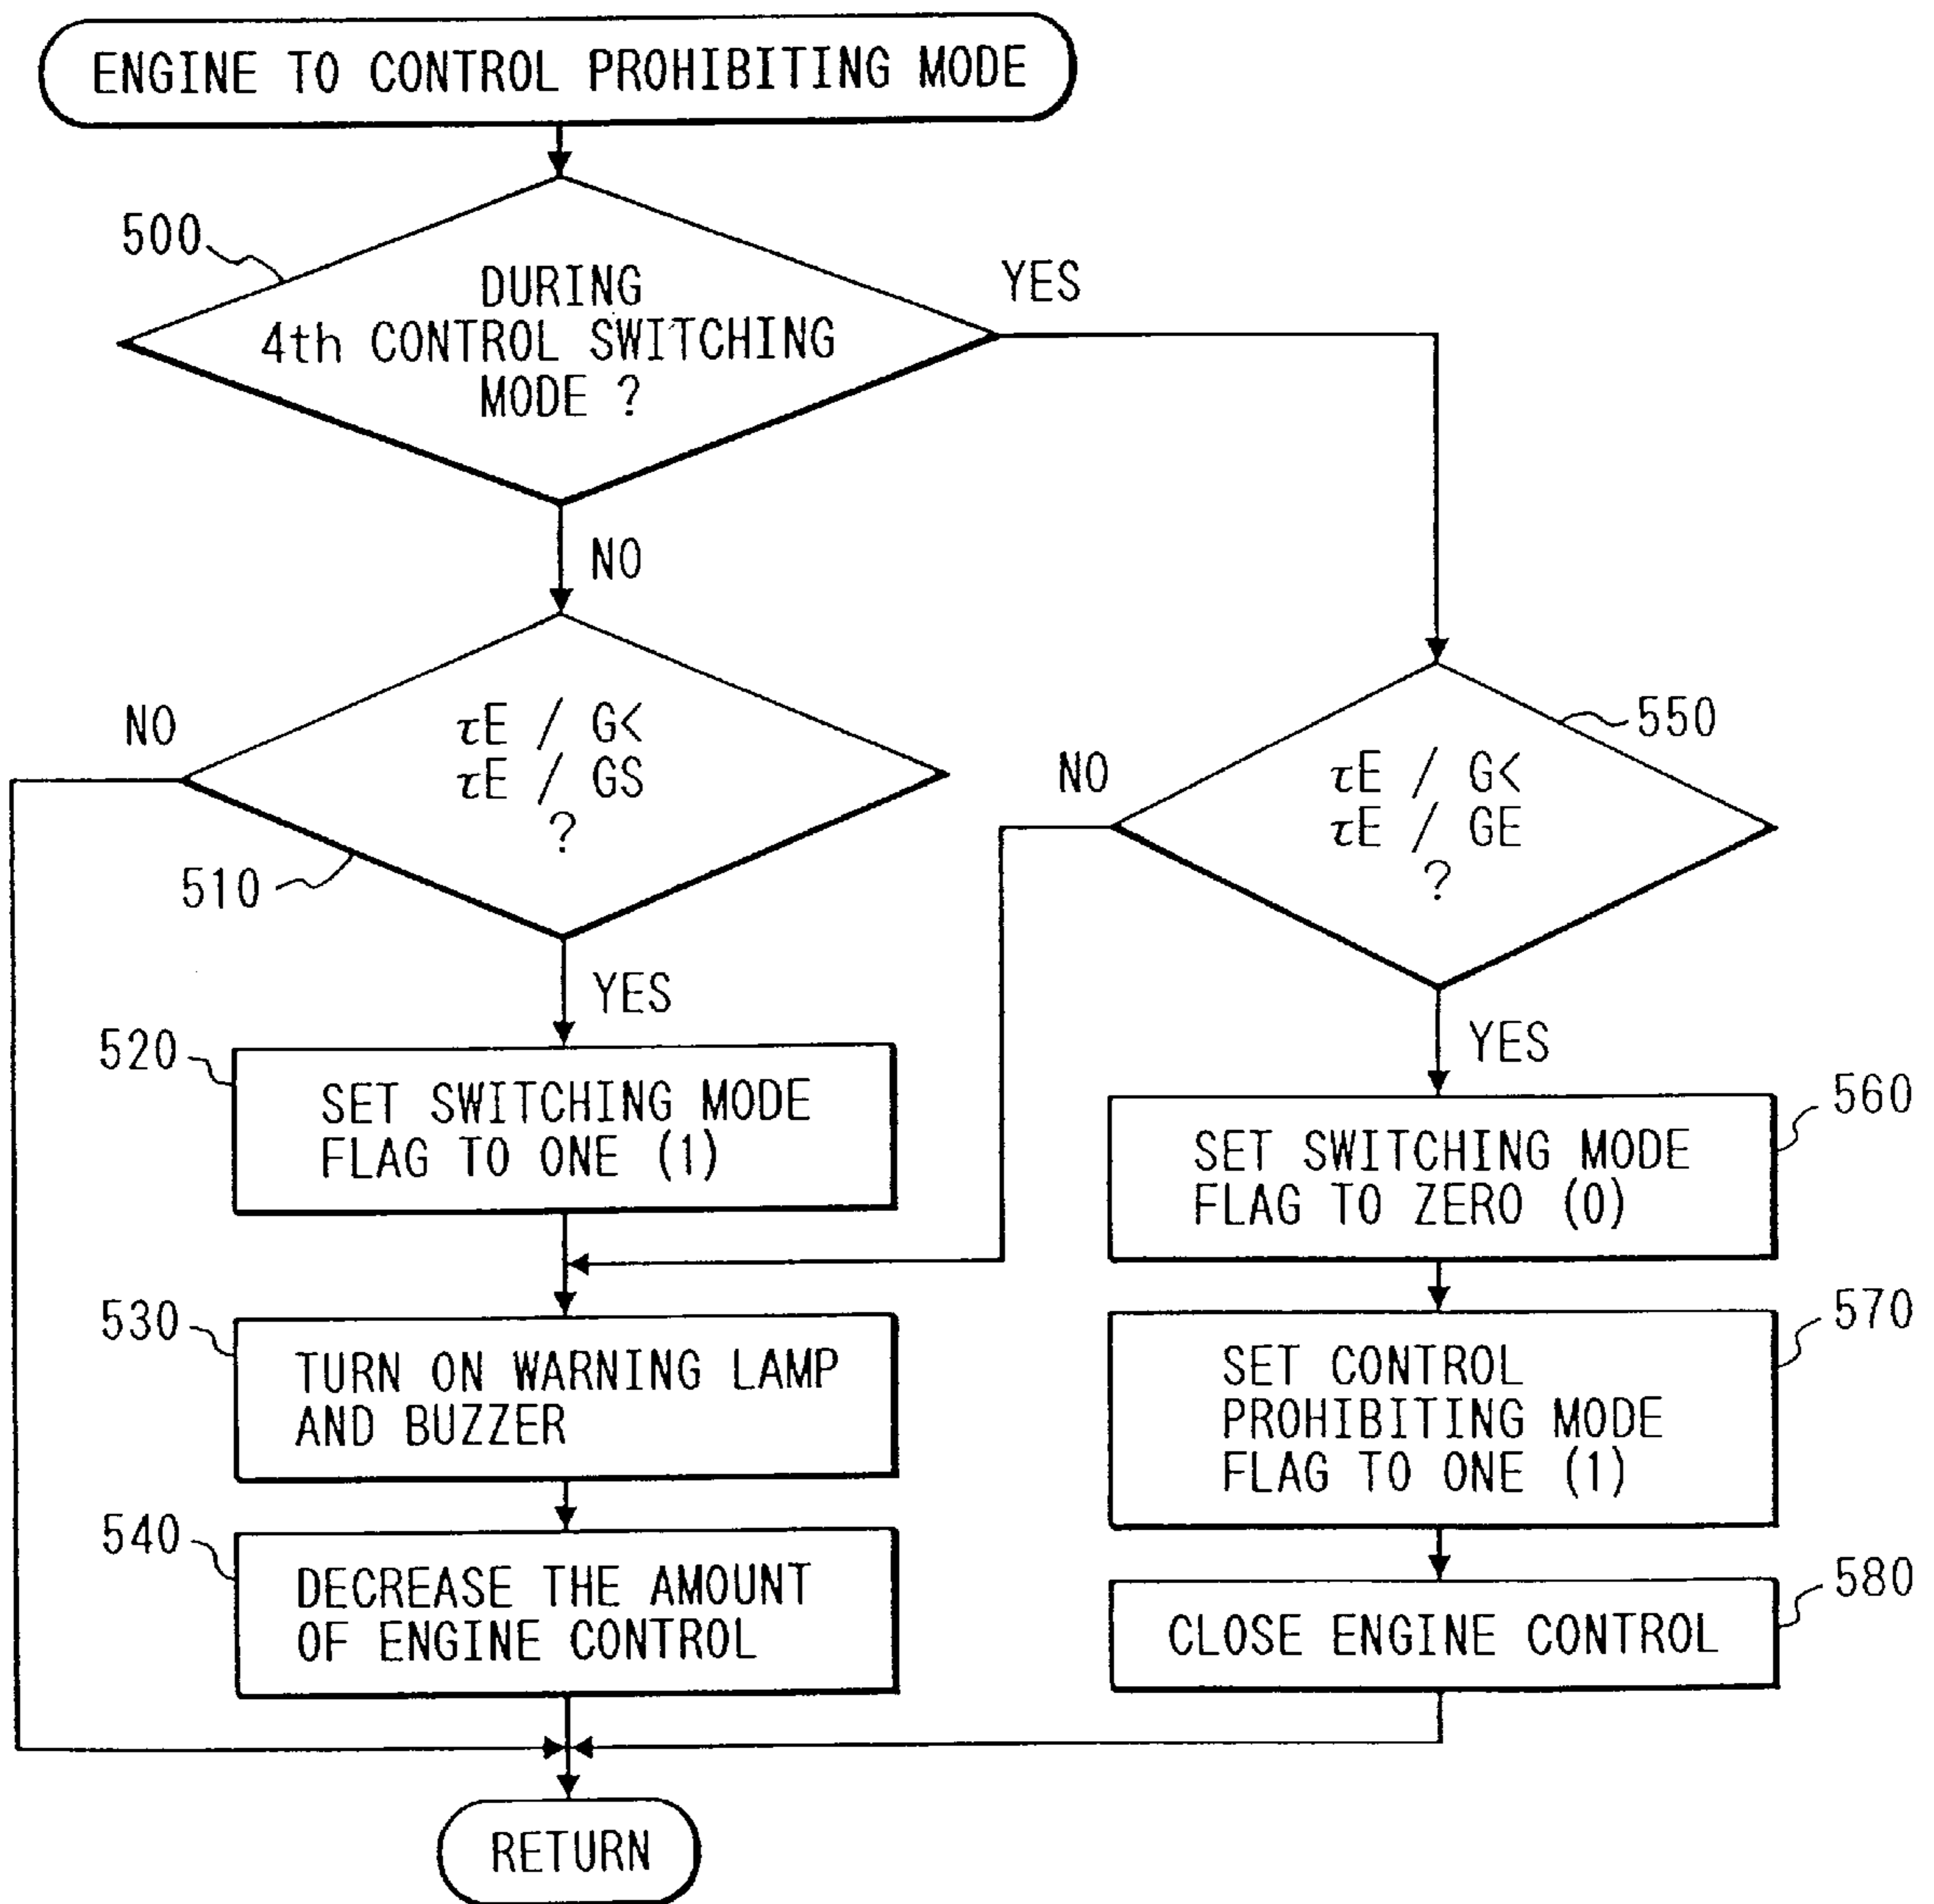 ENGINE TO CONTROL PROHIBITING MODE
500
DURING
4th CONTROL SWITCHING
MODE ?
YES
NO
NO
τE / G<
τE / GS
?
510
YES
550
NO
τE / G<
τE / GE
?
YES
520
SET SWITCHING MODE
FLAG TO ONE (1)
560
SET SWITCHING MODE
FLAG TO ZERO (0)
530
TURN ON WARNING LAMP
AND BUZZER
570
SET CONTROL
PROHIBITING MODE
FLAG TO ONE (1)
540
DECREASE THE AMOUNT
OF ENGINE CONTROL
580
CLOSE ENGINE CONTROL
RETURN